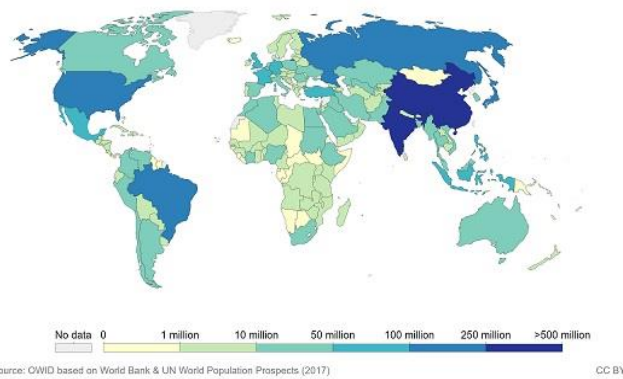 No data 0 1 million 10 million 50 million 100 million 250 million >500 million
ource: OWID based on World Bank & UN World Population Prospects (2017) CC BY